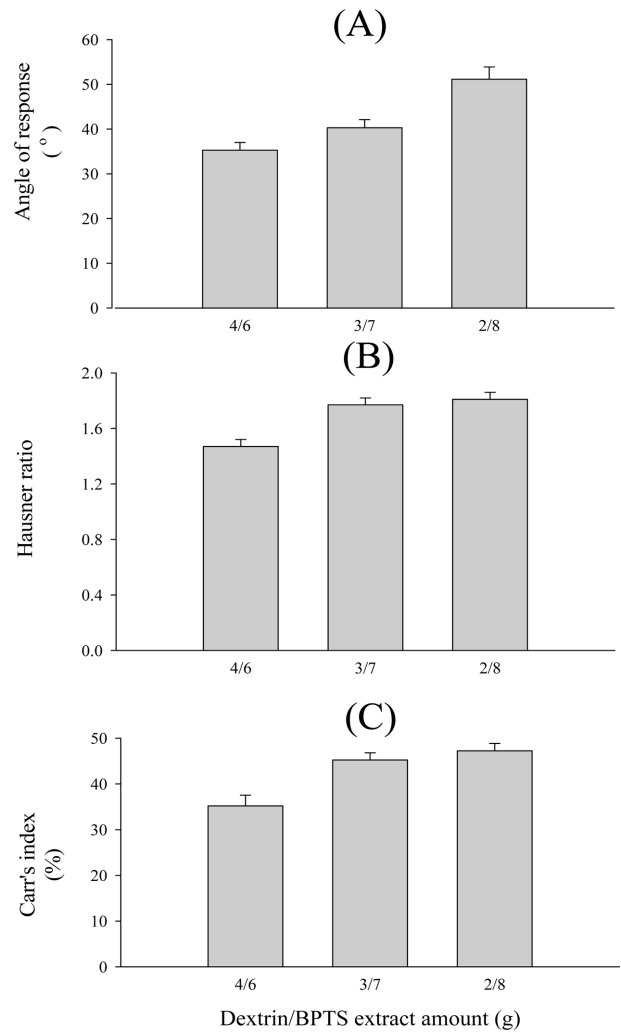 (A)
Angle of response
( ° )
60
50
40
30
20
10
0
4/6 3/7 2/8
(B)
Hausner ratio
2.0
1.6
1.2
0.8
0.4
0.0
4/6 3/7 2/8
(C)
Carr's index
(%)
50
40
30
20
10
0
4/6 3/7 2/8
Dextrin/BPTS extract amount (g)